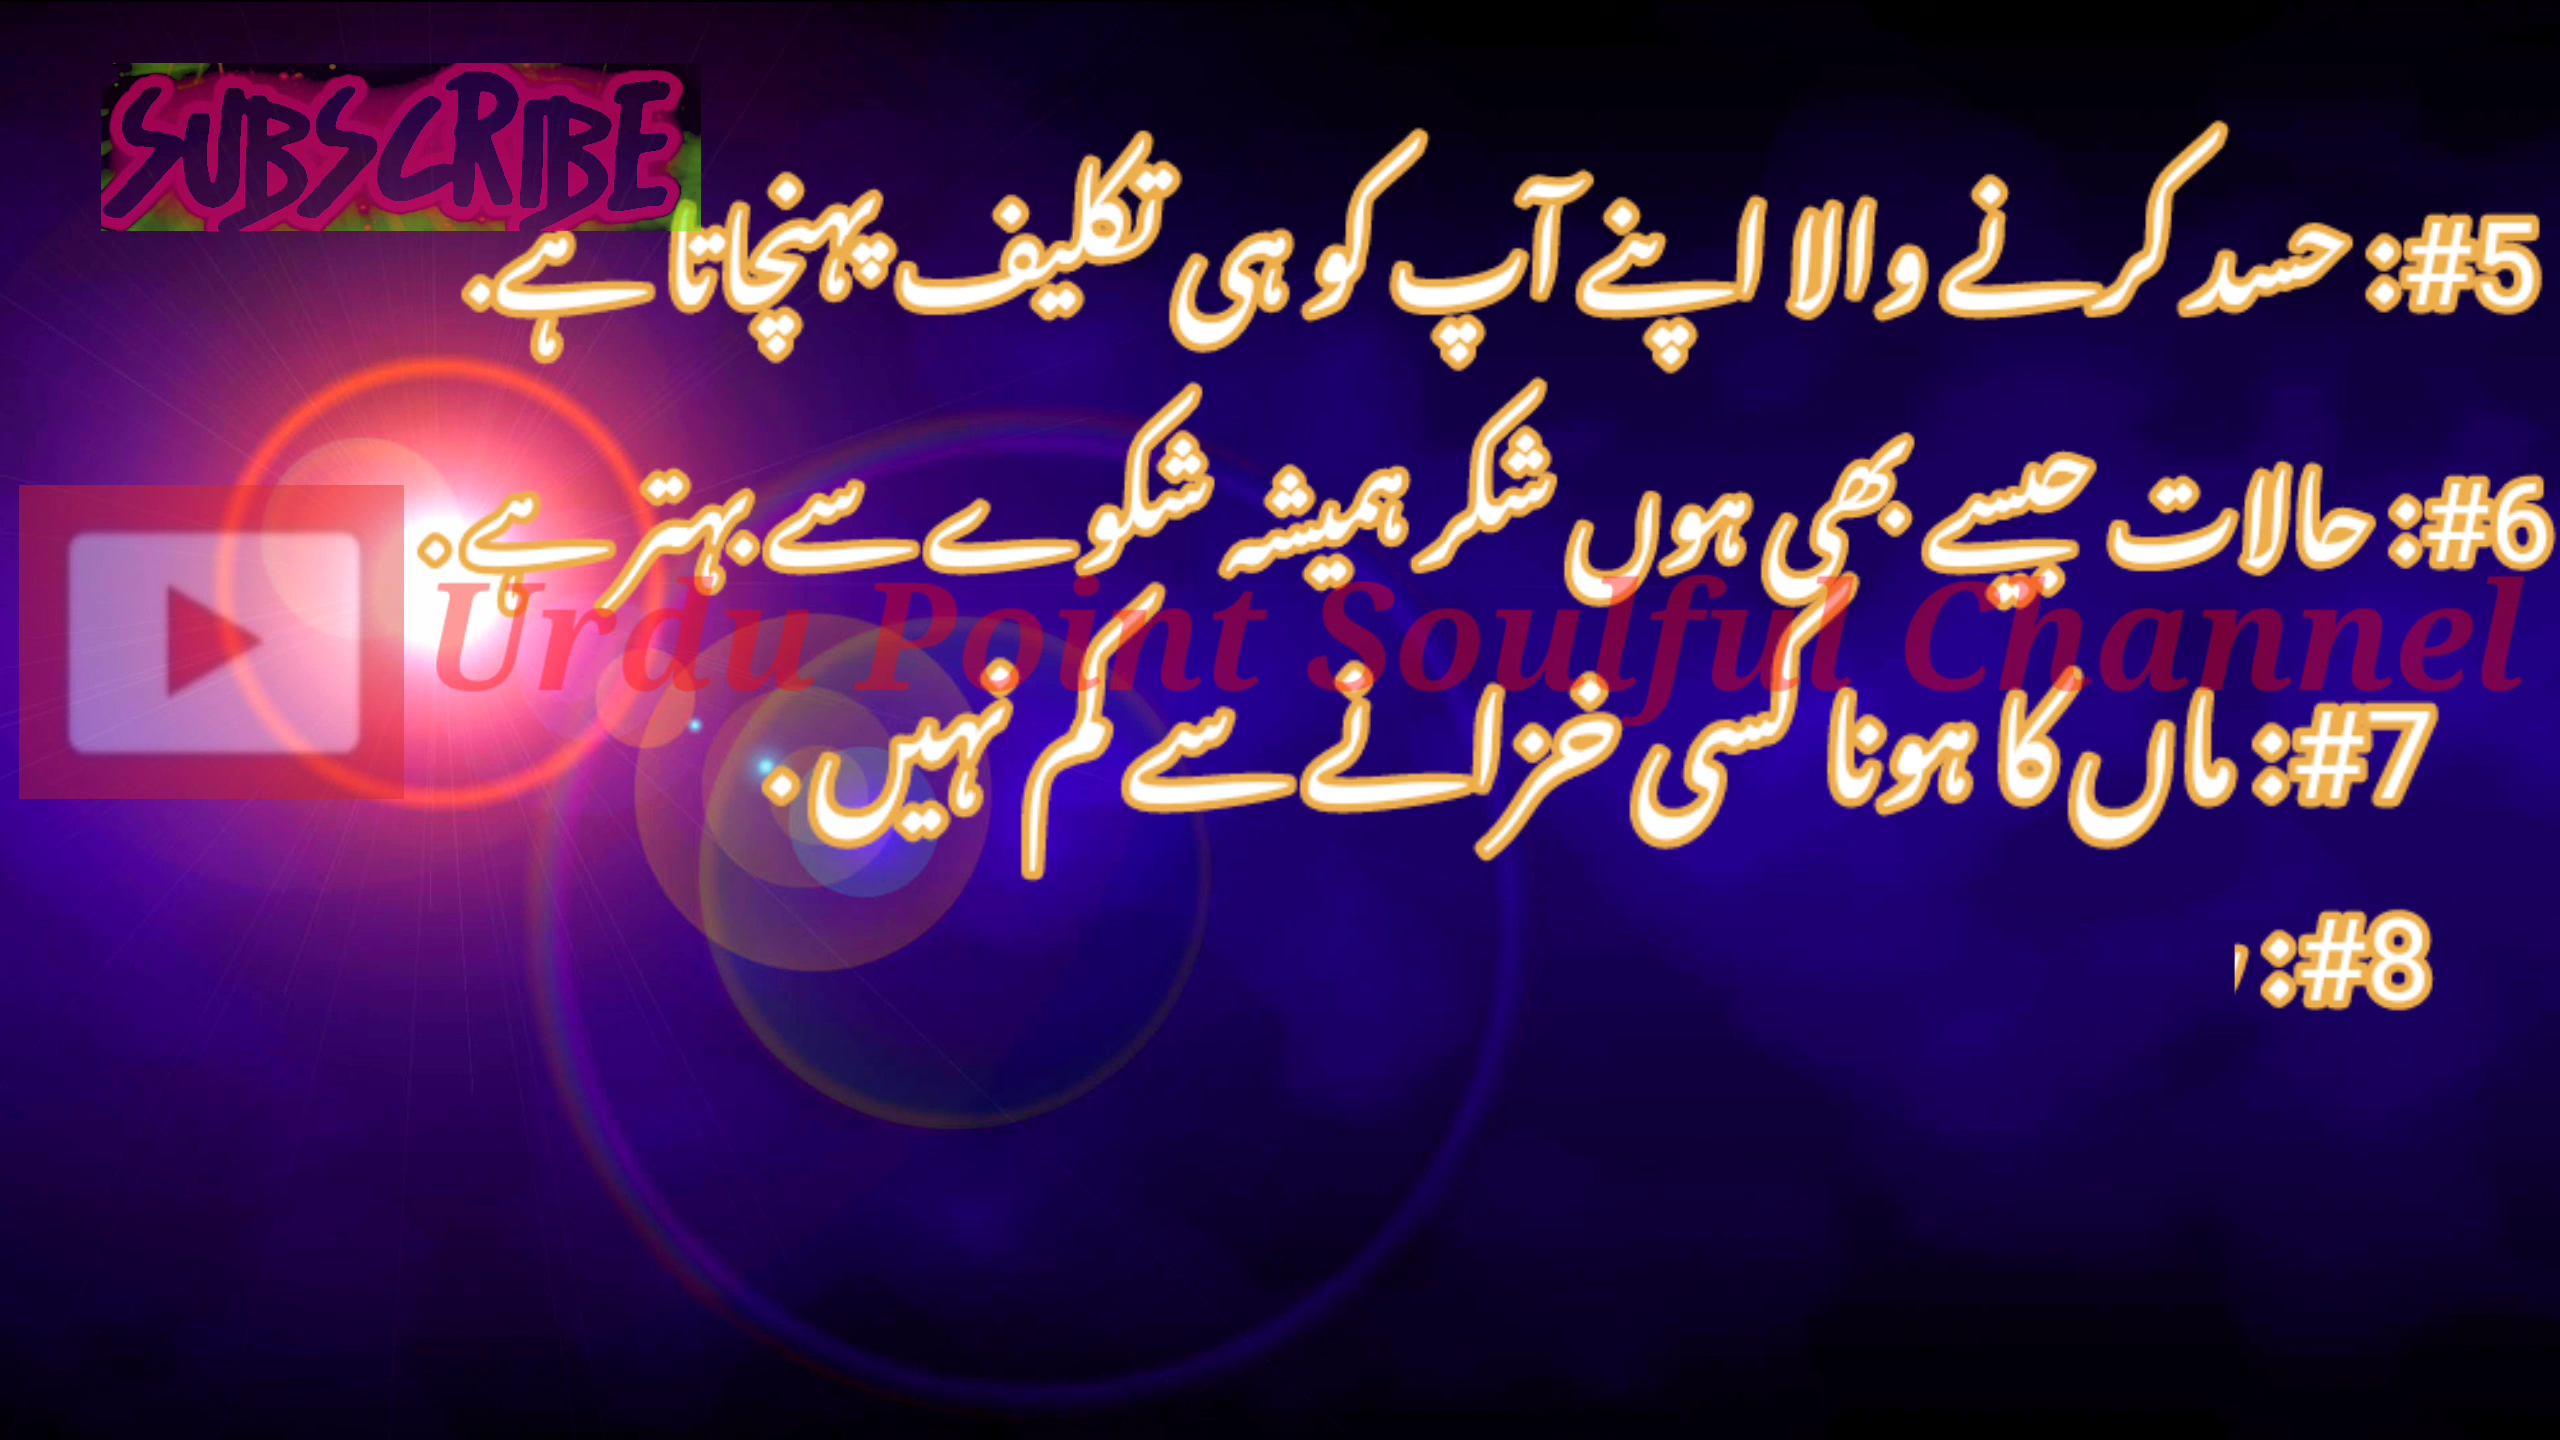 SUBSCRIBE
#5: حسد کرنے والا اپنے آپ کو ہی تکلیف پہنچاتا ہے.
#6: حالات جیسے بھی ہوں شکر ہمیشہ شکوے سے بہتر ہے.
Urdu Point Soulful Channel
#7: ماں کا ہونا کسی خزانے سے کم نہیں .
#8: